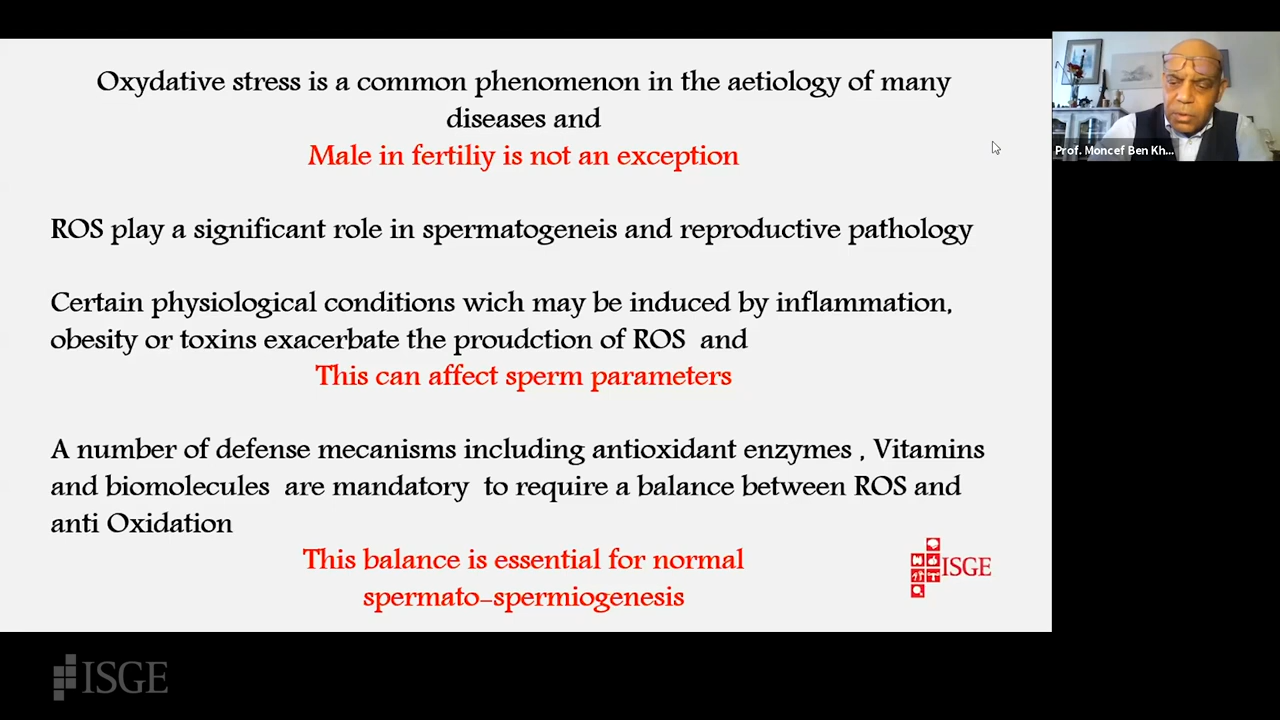 Oxydative stress is a common phenomenon in the aetiology of many
diseases and
Male in fertiliy is not an exception
ROS play a significant role in spermatogeneis and reproductive pathology
Certain physiological conditions wich may be induced by inflammation,
obesity or toxins exacerbate the proudction of ROS and
This can affect sperm parameters
A number of defense mecanisms including antioxidant enzymes , Vitamins
and biomolecules are mandatory to require a balance between ROS and
anti Oxidation
This balance is essential for normal
spermato-spermiogenesis
ISGE
Prof. Moncef Ben Kh...
ISGE